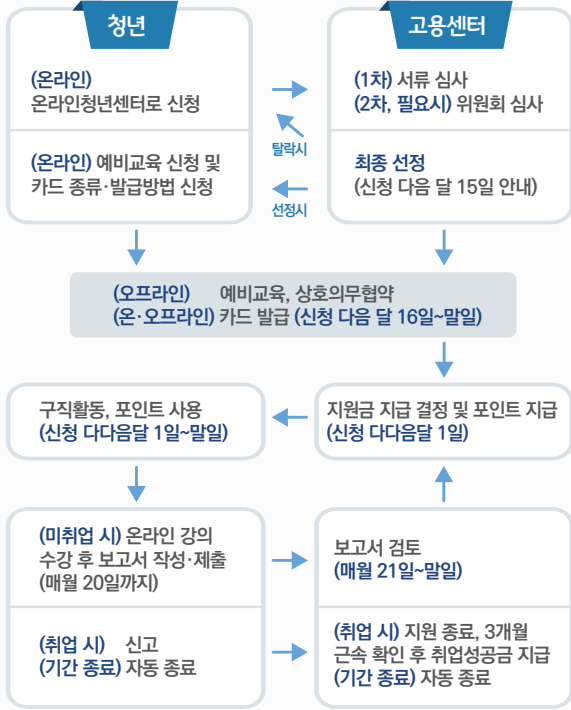 청년
고용센터
(온라인)
온라인청년센터로 신청
(1차) 서류 심사
(2차, 필요시) 위원회 심사
탈락시
(온라인) 예비교육 신청 및
카드 종류·발급방법 신청
최종 선정
(신청 다음 달 15일 안내)
선정시
(오프라인) 예비교육, 상호의무협약
(온·오프라인) 카드 발급 (신청 다음 달 16일~말일)
구직활동, 포인트 사용
(신청 다다음달 1일~말일)
지원금 지급 결정 및 포인트 지급
(신청 다다음달 1일)
(미취업 시) 온라인 강의
수강 후 보고서 작성·제출
(매월 20일까지)
보고서 검토
(매월 21일~말일)
(취업 시) 신고
(기간 종료) 자동 종료
(취업 시) 지원 종료, 3개월
근속 확인 후 취업성공금 지급
(기간 종료) 자동 종료